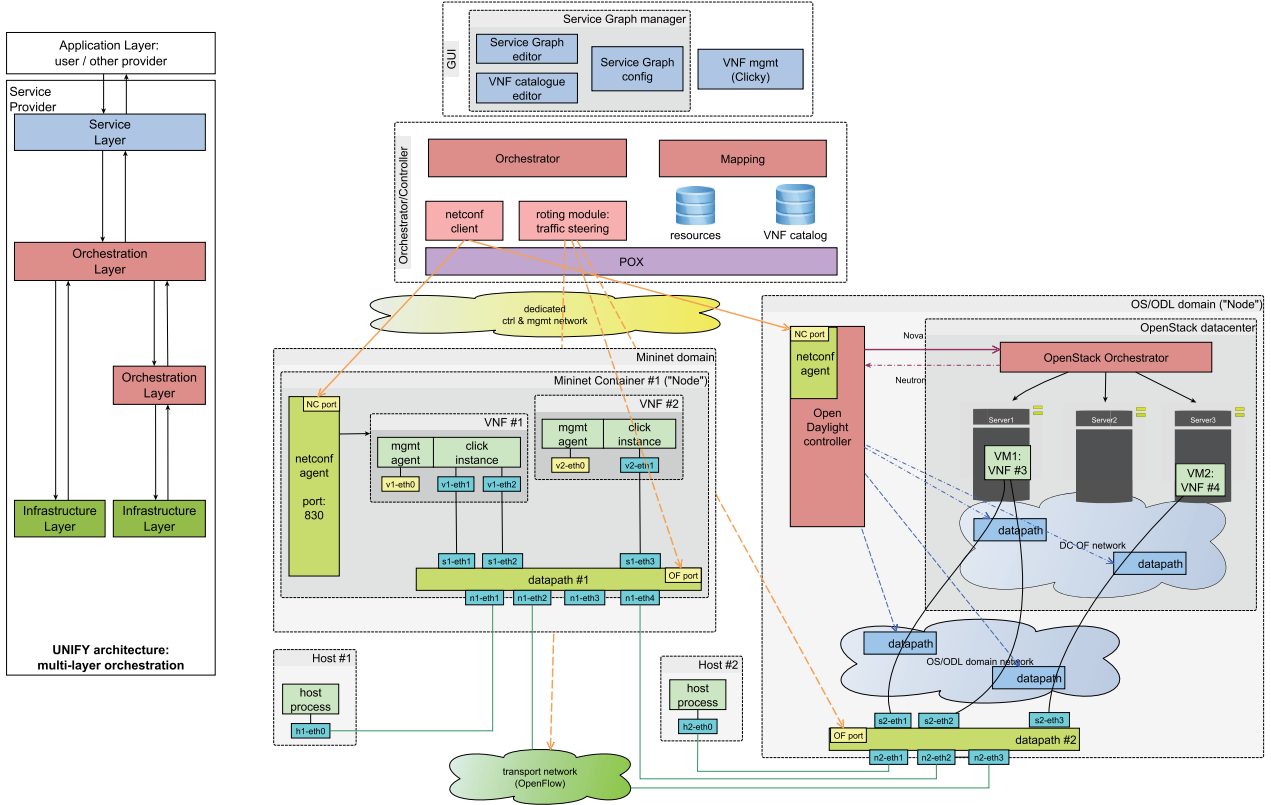 Application Layer:
user / other provider
Service
Provider
Service
Layer
Orchestration
Layer
Orchestration
Layer
Infrastructure
Layer
Infrastructure
Layer
UNIFY architecture:
multi-layer orchestration
GUI
Service Graph manager
Service Graph
editor
VNF catalogue
editor
Service Graph
config
VNF mgmt
(Clicky)
Orchestrator/Controller
Orchestrator
Mapping
netconf
client
roting module:
traffic steering
resources
VNF catalog
POX
dedicated
ctrl & mgmt network
Mininet domain
Mininet Container #1 ("Node")
NC port
netconf
agent
port:
830
VNF #1
mgmt
agent
click
instance
v1-eth0
v1-eth1
v1-eth2
VNF #2
mgmt
agent
click
instance
v2-eth0
v2-eth1
s1-eth1
s1-eth2
s1-eth3
datapath #1
OF port
n1-eth1
n1-eth2
n1-eth3
n1-eth4
Host #1
host
process
h1-eth0
Host #2
host
process
h2-eth0
transport network
(OpenFlow)
OS/ODL domain ("Node")
NC port
netconf
agent
Open
Daylight
controller
Nova
Neutron
OpenStack datacenter
OpenStack Orchestrator
Server1
Server2
Server3
VM1:
VNF #3
VM2:
VNF #4
datapath
DC OF network
datapath
datapath
OS/ODL domain network
datapath
s2-eth1
s2-eth2
s2-eth3
OF port
datapath #2
n2-eth1
n2-eth2
n2-eth3